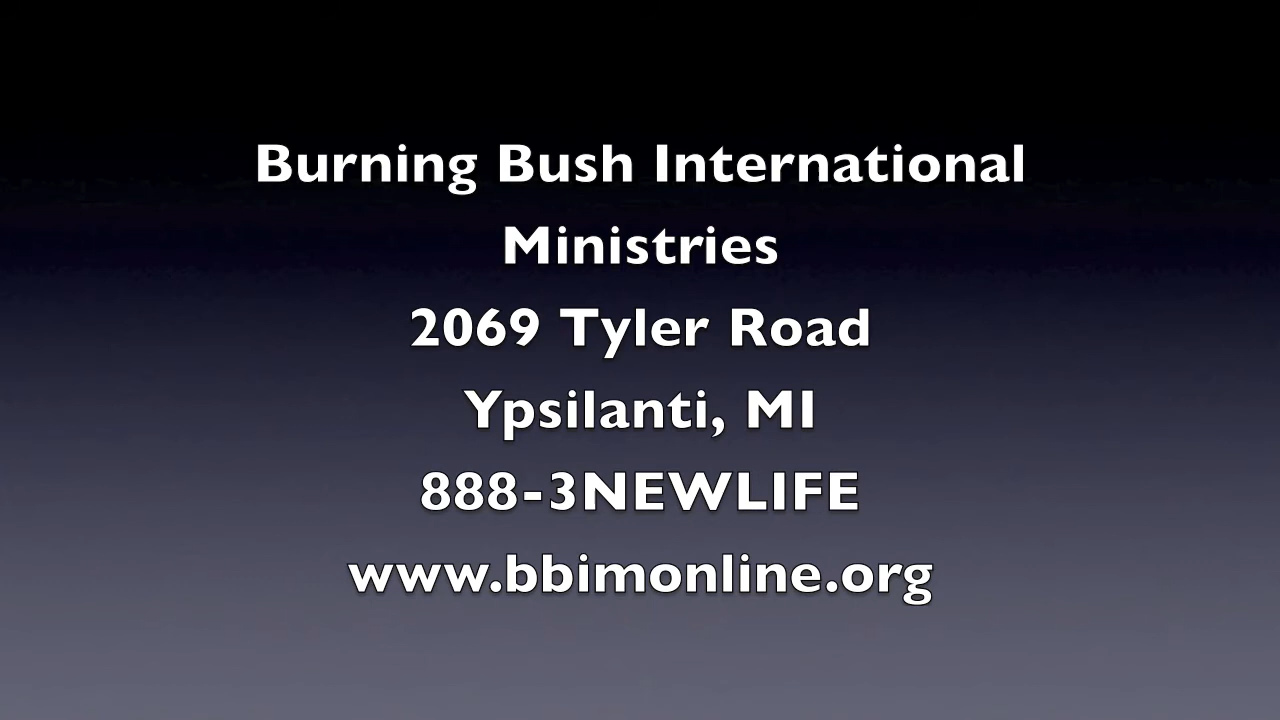 Burning Bush International
Ministries
2069 Tyler Road
Ypsilanti, MI
888-3NEWLIFE
www.bbimonline.org